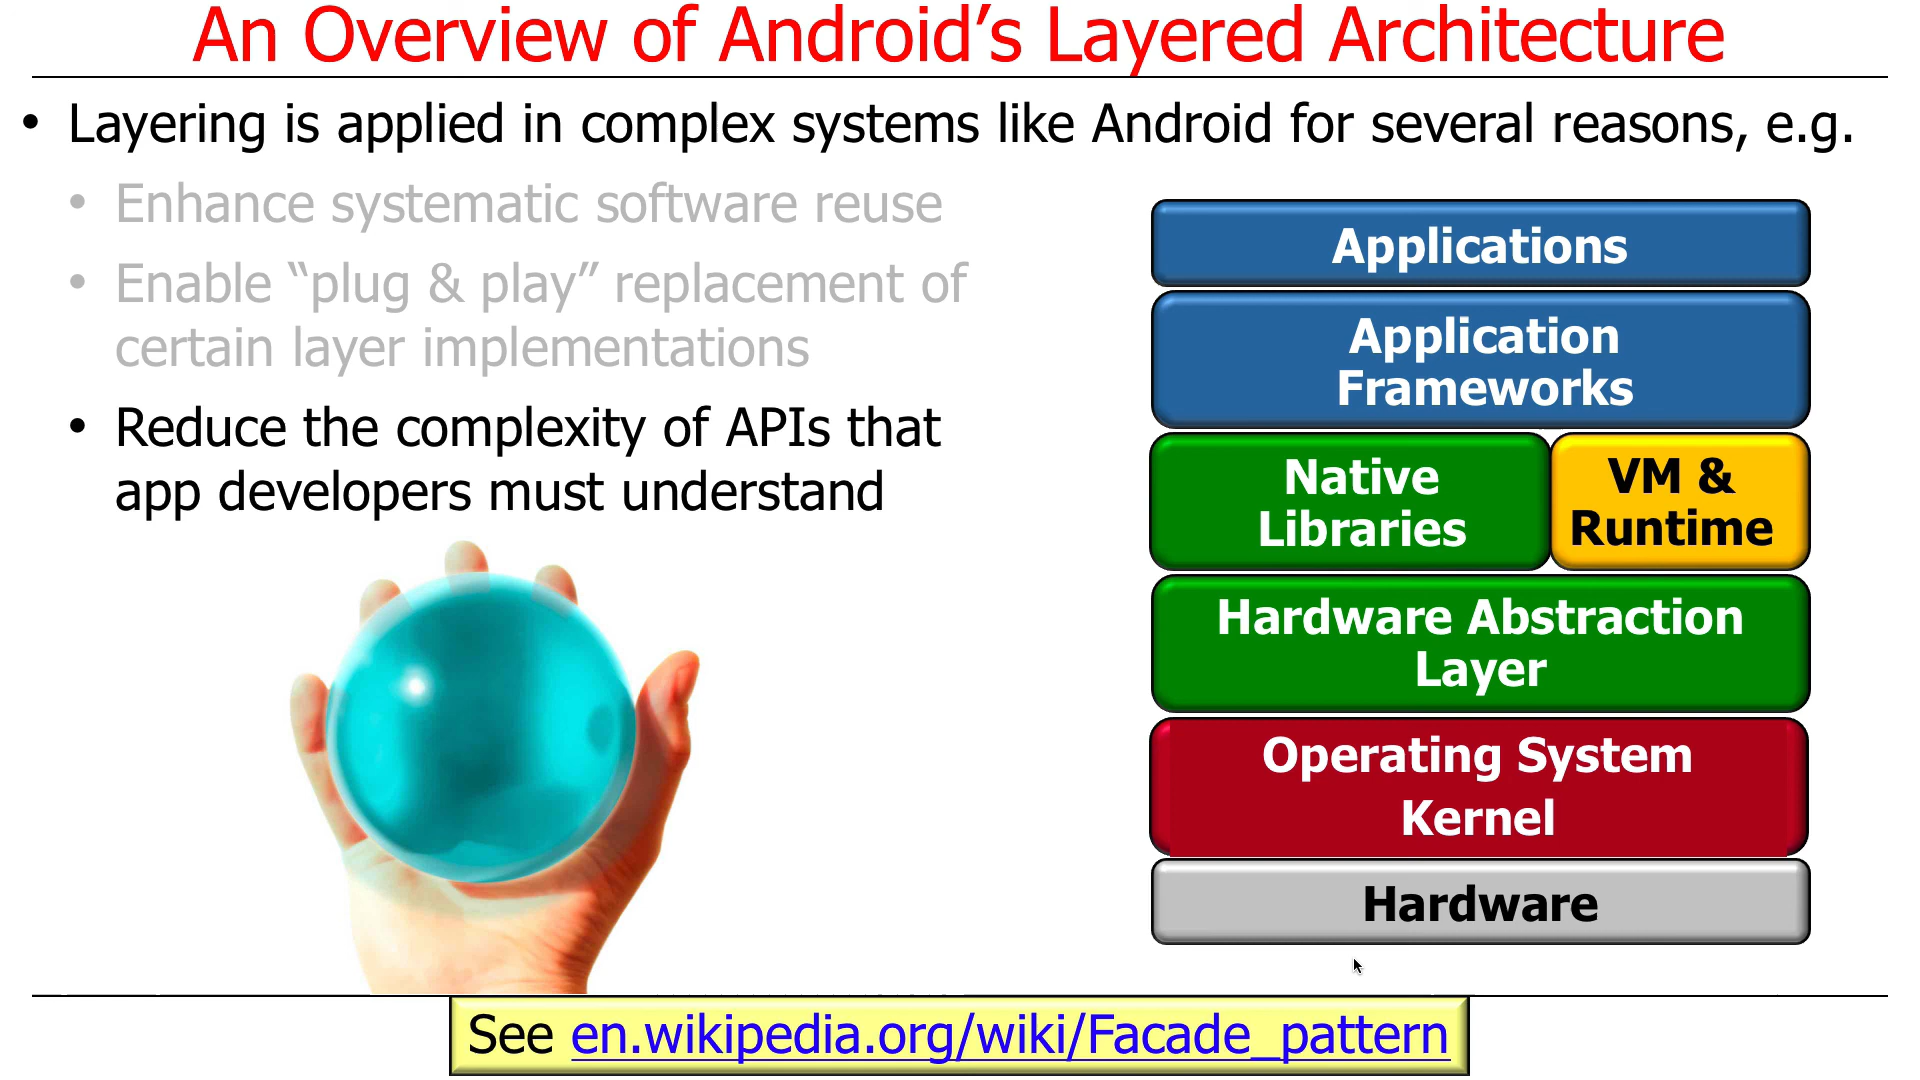 An Overview of Android’s Layered Architecture
• Layering is applied in complex systems like Android for several reasons, e.g.
• Enhance systematic software reuse
• Enable “plug & play” replacement of
certain layer implementations
• Reduce the complexity of APIs that
app developers must understand
Applications
Application
Frameworks
Native
Libraries
VM &
Runtime
Hardware Abstraction
Layer
Operating System
Kernel
Hardware
See en.wikipedia.org/wiki/Facade_pattern